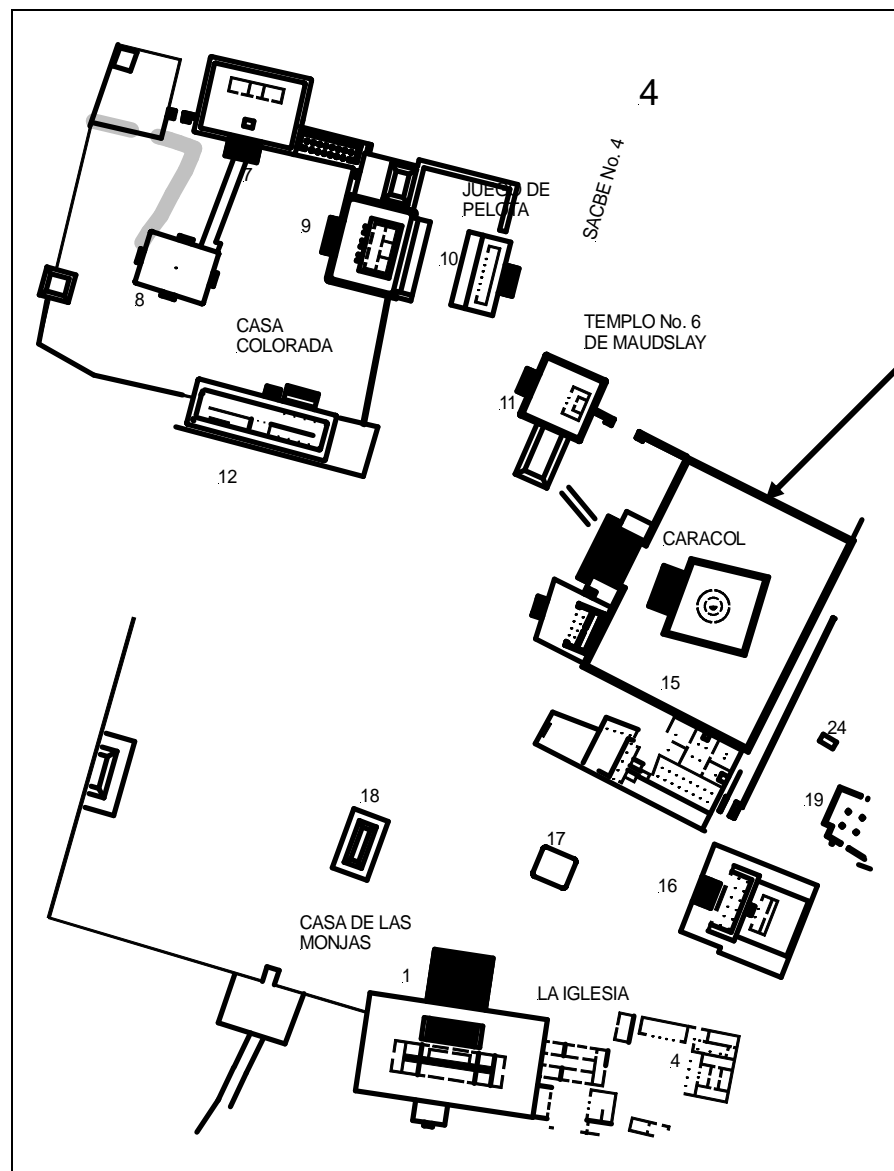 4
SACBE No. 4
7
JUEGO DE
PELOTA
9
10
8
CASA
COLORADA
TEMPLO No. 6
DE MAUDSLAY
11
12
CARACOL
15
24
19
18
17
16
CASA DE LAS
MONJAS
1
LA IGLESIA
4